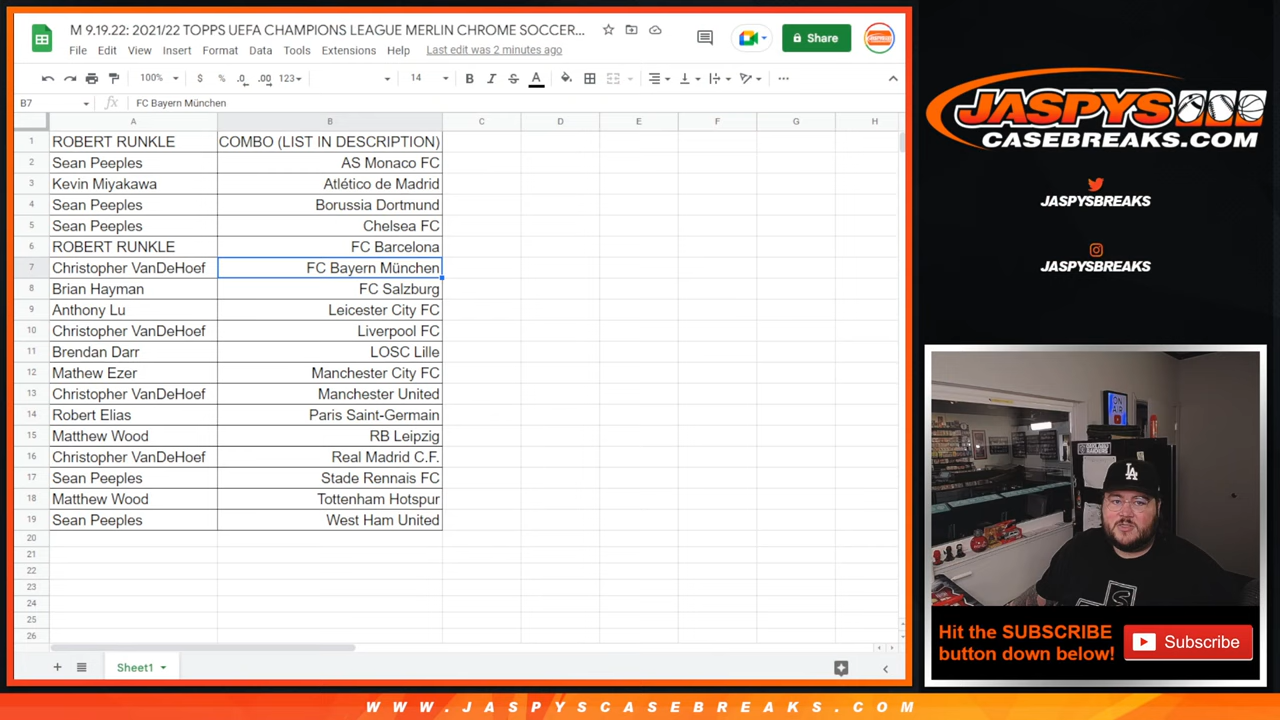 M 9.19.22: 2021/22 TOPPS UEFA CHAMPIONS LEAGUE MERLIN CHROME SOCCER...
File Edit View Insert Format Data Tools Extensions Help Last edit was 2 minutes ago
Share
100% $ % .0 .00 123 14 B I S A
B7 fx FC Bayern München
A B C D E F G H
1 ROBERT RUNKLE COMBO (LIST IN DESCRIPTION)
2 Sean Peeples AS Monaco FC
3 Kevin Miyakawa Atlético de Madrid
4 Sean Peeples Borussia Dortmund
5 Sean Peeples Chelsea FC
6 ROBERT RUNKLE FC Barcelona
7 Christopher VanDeHoef FC Bayern München
8 Brian Hayman FC Salzburg
9 Anthony Lu Leicester City FC
10 Christopher VanDeHoef Liverpool FC
11 Brendan Darr LOSC Lille
12 Mathew Ezer Manchester City FC
13 Christopher VanDeHoef Manchester United
14 Robert Elias Paris Saint-Germain
15 Matthew Wood RB Leipzig
16 Christopher VanDeHoef Real Madrid C.F.
17 Sean Peeples Stade Rennais FC
18 Matthew Wood Tottenham Hotspur
19 Sean Peeples West Ham United
20
21
22
23
24
25
26
Sheet1
JASPYS
CASEBREAKS.COM
JASPYSBREAKS
JASPYSBREAKS
ON
AIR
LA
Hit the SUBSCRIBE
button down below!
Subscribe
WWW.JASPYSCASEBREAKS.COM